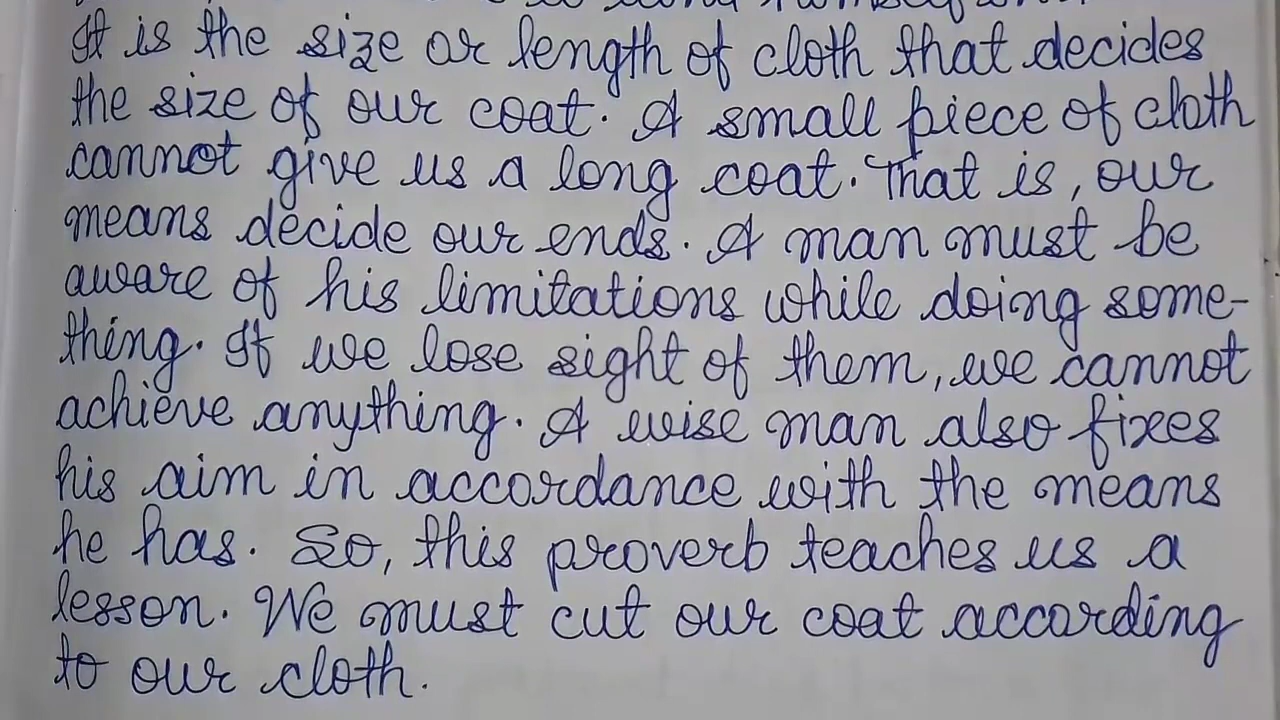 It is the size or length of cloth that decides
the size of our coat. A small piece of cloth
cannot give us a long coat. That is, our
means decide our ends. A man must be
aware of his limitations while doing some-
thing. If we lose sight of them, we cannot
achieve anything. A wise man also fixes
his aim in accordance with the means
he has. So, this proverb teaches us a
lesson. We must cut our coat according
to our cloth.